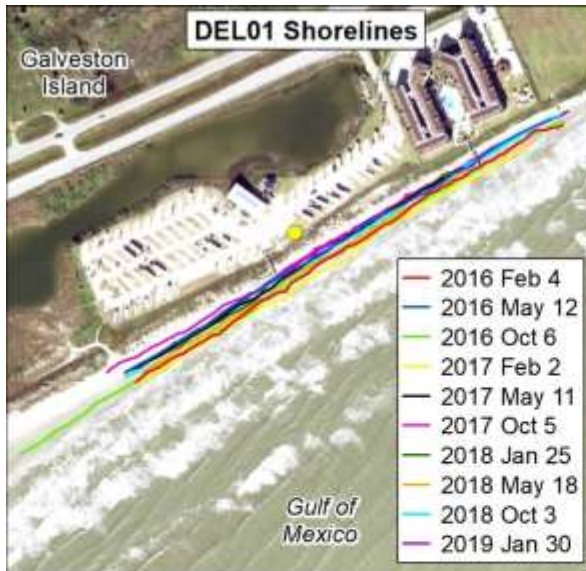 DEL01 Shorelines
Galveston
Island
2016 Feb 4
2016 May 12
2016 Oct 6
2017 Feb 2
2017 May 11
2017 Oct 5
2018 Jan 25
2018 May 18
2018 Oct 3
2019 Jan 30
Gulf of
Mexico